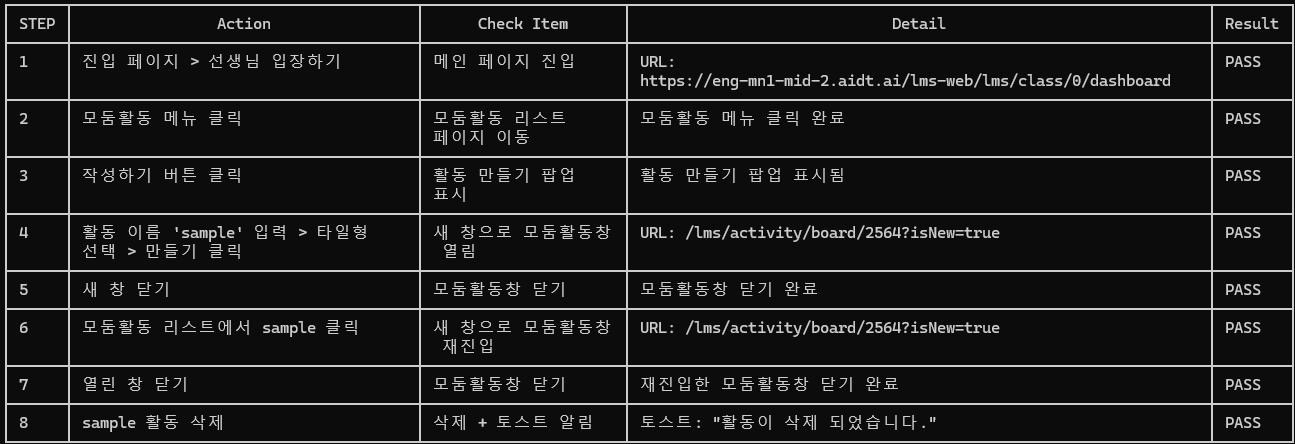 STEP Action Check Item Detail Result
1 진입 페이지 > 선생님 입장하기 메인 페이지 진입 URL: PASS
https://eng-mn1-mid-2.aidt.ai/lms-web/lms/class/0/dashboard
2 모둠활동 메뉴 클릭 모둠활동 리스트 모둠활동 메뉴 클릭 완료 PASS
페이지 이동
3 작성하기 버튼 클릭 활동 만들기 팝업 활동 만들기 팝업 표시됨 PASS
표시
4 활동 이름 'sample' 입력 > 타일형 새 창으로 모둠활동창 URL: /lms/activity/board/2564?isNew=true PASS
선택 > 만들기 클릭 열림
5 새 창 닫기 모둠활동창 닫기 모둠활동창 닫기 완료 PASS
6 모둠활동 리스트에서 sample 클릭 새 창으로 모둠활동창 URL: /lms/activity/board/2564?isNew=true PASS
재진입
7 열린 창 닫기 모둠활동창 닫기 재진입한 모둠활동창 닫기 완료 PASS
8 sample 활동 삭제 삭제 + 토스트 알림 토스트: "활동이 삭제 되었습니다." PASS